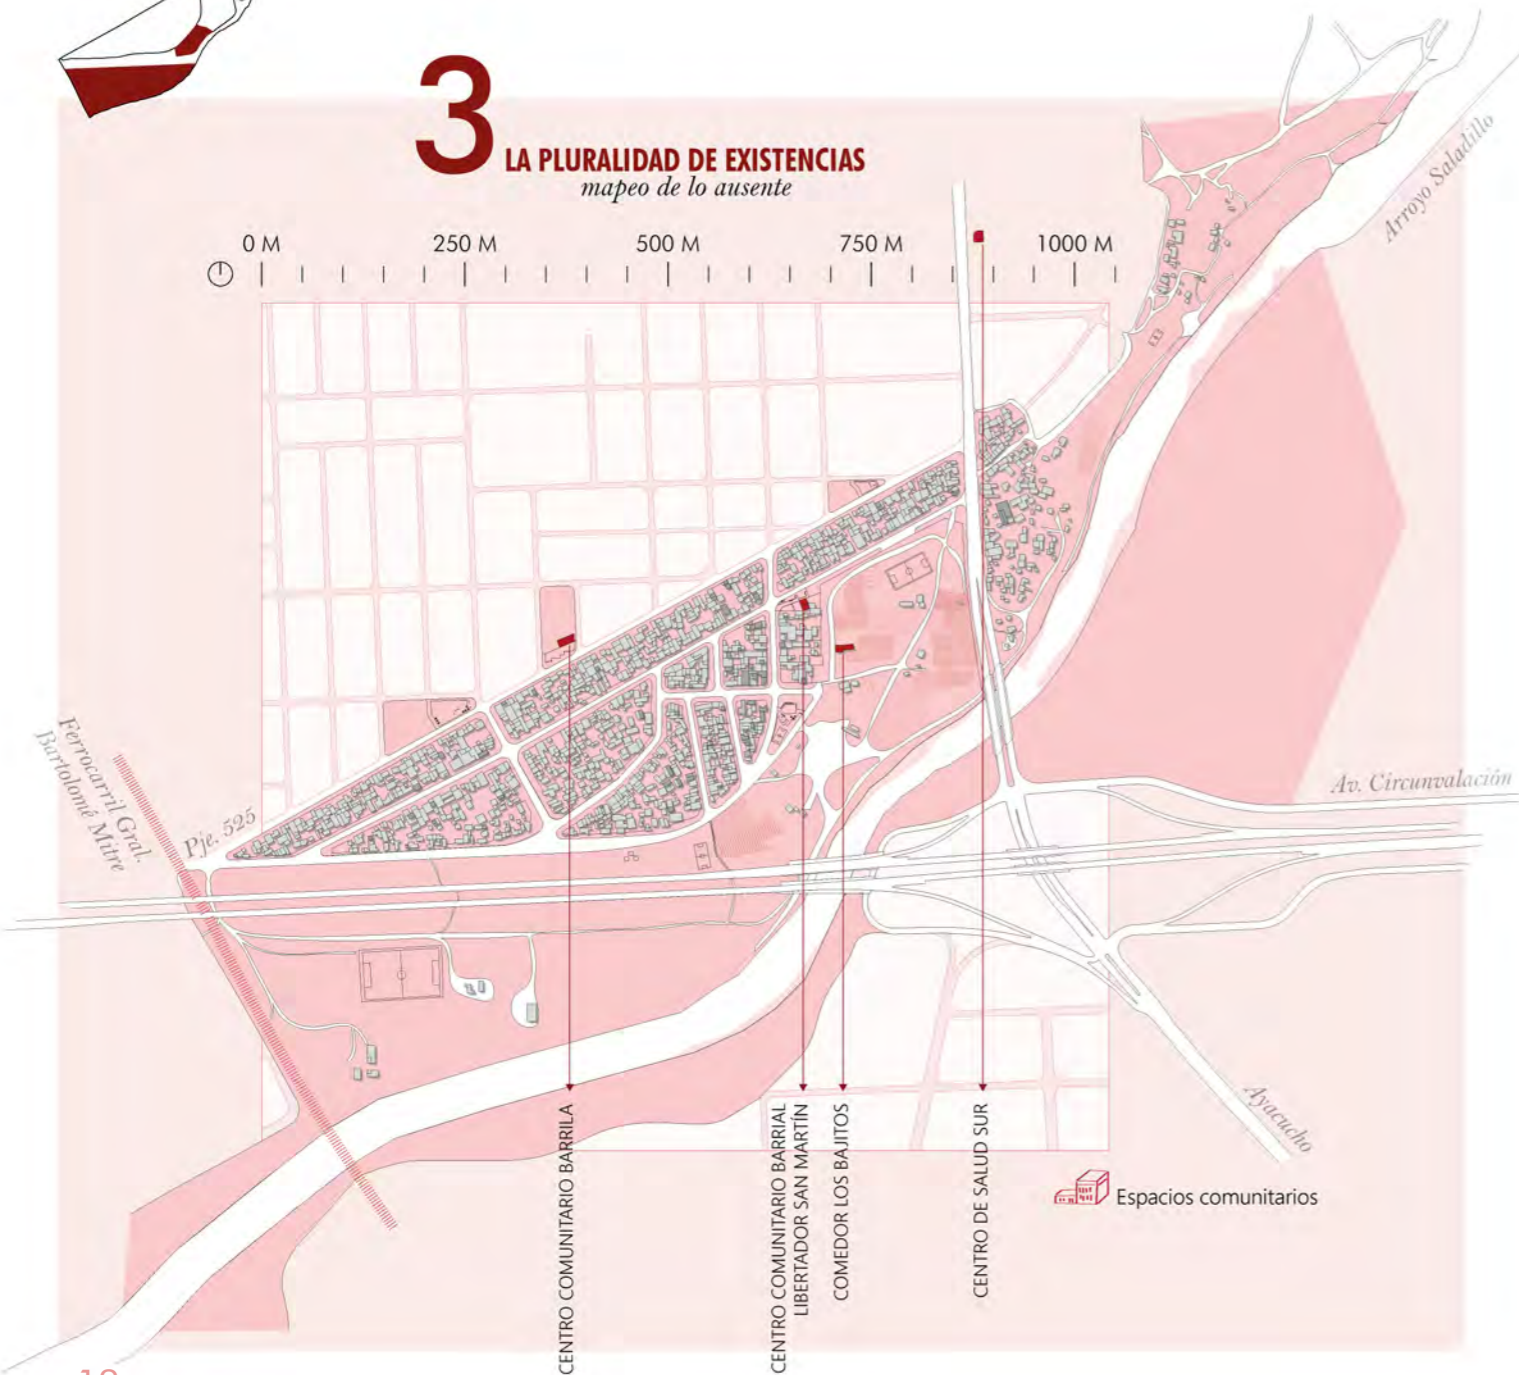 3
LA PLURALIDAD DE EXISTENCIAS
mapeo de lo ausente
0 M 250 M 500 M 750 M 1000 M
Arroyo Saladillo
Ferrocarril Gral.
Bartolomé Mitre
Pje. 525
Av. Circunvalación
Ayacucho
CENTRO COMUNITARIO BARRILA
CENTRO COMUNITARIO BARRIAL
LIBERTADOR SAN MARTÍN
COMEDOR LOS BAJITOS
CENTRO DE SALUD SUR
Espacios comunitarios